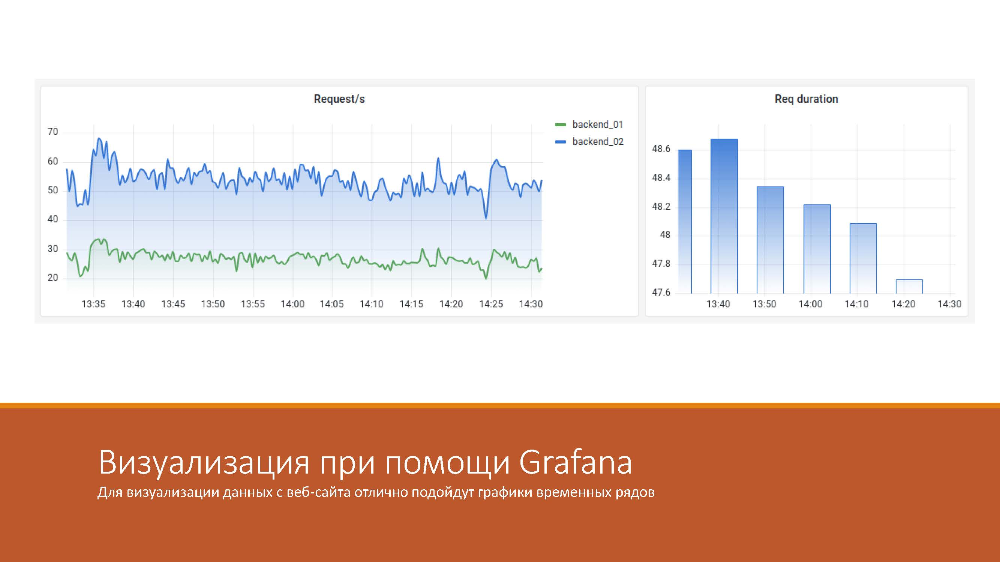 Request/s
70
60
50
40
30
20
13:35 13:40 13:45 13:50 13:55 14:00 14:05 14:10 14:15 14:20 14:25 14:30
backend_01
backend_02
Req duration
48.6
48.4
48.2
48
47.8
47.6
13:40 13:50 14:00 14:10 14:20 14:30
Визуализация при помощи Grafana
Для визуализации данных с веб-сайта отлично подойдут графики временных рядов